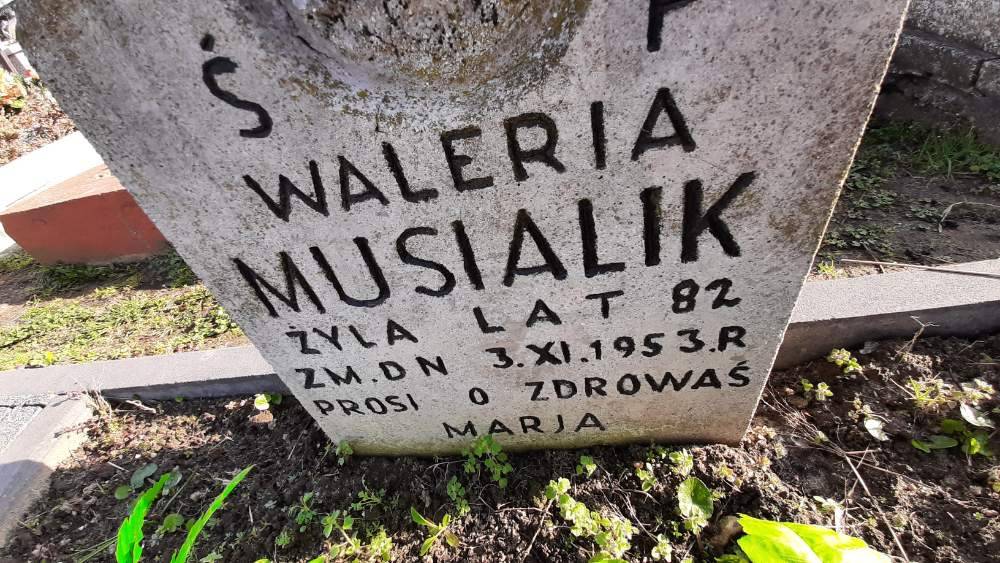 Ś P
WALERIA
MUSIALIK
ŻYLA LAT 82
ZM.DN 3.XI.1953.R
PROSI O ZDROWAŚ
MARJA